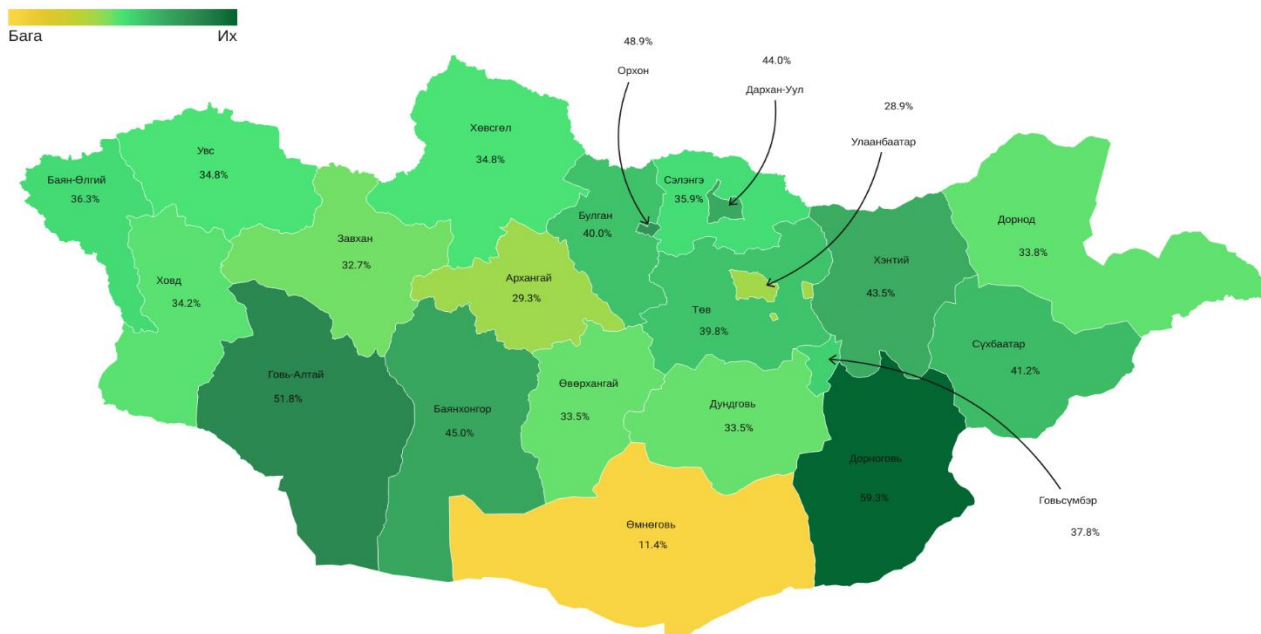 Бага Их
48.9%
Орхон
44.0%
Дархан-Уул
28.9%
Улаанбаатар
Хөвсгөл
34.8%
Увс
34.8%
Баян-Өлгий
36.3%
Сэлэнгэ
35.9%
Булган
40.0%
Завхан
32.7%
Дорнод
33.8%
Хэнтий
43.5%
Ховд
34.2%
Архангай
29.3%
Төв
39.8%
Сүхбаатар
41.2%
Говь-Алтай
51.8%
Баянхонгор
45.0%
Өвөрхангай
33.5%
Дундговь
33.5%
Дорноговь
59.3%
Говьсүмбэр
37.8%
Өмнөговь
11.4%